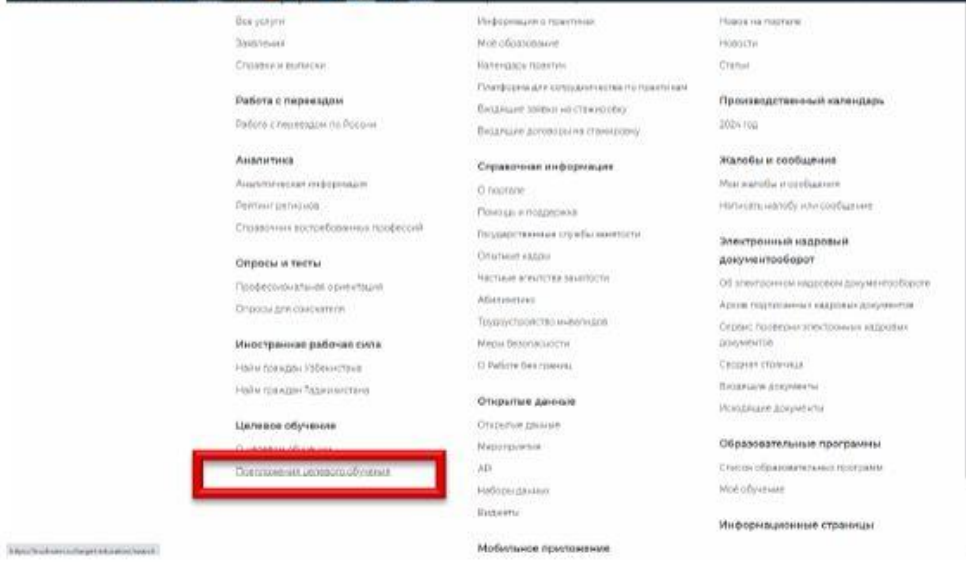 Все услуги
Заявления
Справки и выписки
Работа с переездом
Работа с переездом по России
Аналитика
Аналитическая информация
Рейтинг регионов
Справочник востребованных профессий
Опросы и тесты
Профессиональная ориентация
Опросы для соискателя
Иностранная рабочая сила
Найм граждан Узбекистана
Найм граждан Таджикистана
Целевое обучение
О целевом обучении
Предложения целевого обучения
Информация о практиках
Моё образование
Календарь практик
Платформа для сотрудничества по практикам
Входящие заявки на стажировку
Входящие договоры на стажировку
Справочная информация
О портале
Помощь и поддержка
Государственные службы занятости
Опытные кадры
Частные агентства занятости
Абилимпикс
Трудоустройство инвалидов
Меры безопасности
О Работе без границ
Открытые данные
Открытые данные
Мероприятия
API
Наборы данных
Виджеты
Мобильное приложение
Новое на портале
Новости
Статьи
Производственный календарь
2024 год
Жалобы и сообщения
Мои жалобы и сообщения
Написать жалобу или сообщение
Электронный кадровый
документооборот
Об электронном кадровом документообороте
Архив подписанных кадровых документов
Сервис проверки электронных кадровых
документов
Сводная страница
Входящие документы
Исходящие документы
Образовательные программы
Список образовательных программ
Моё обучение
Информационные страницы